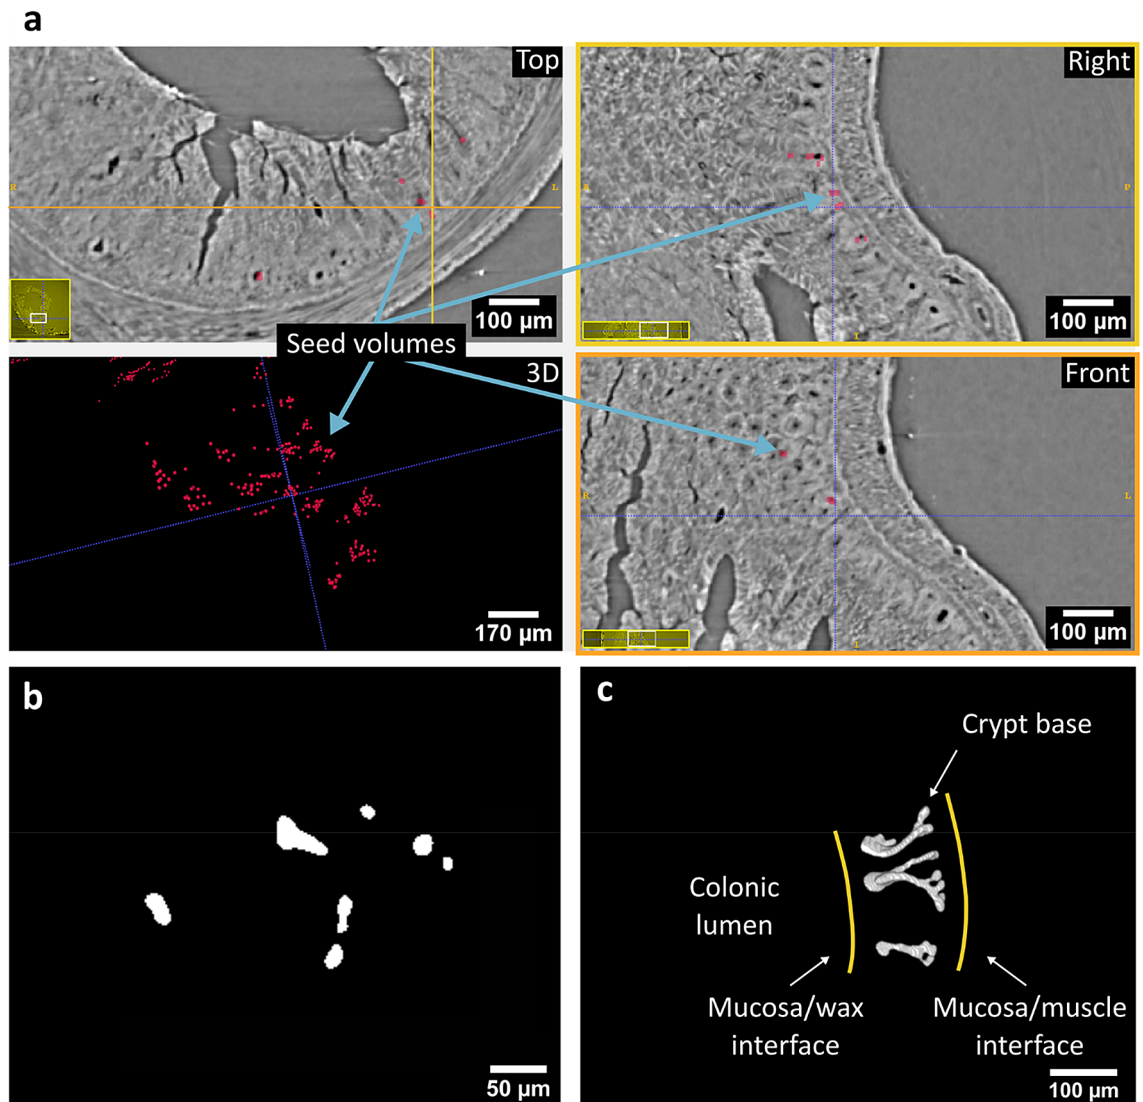 a
Top
R
L
100 µm
Right
A
P
I
100 µm
Seed volumes
3D
170 µm
Front
R
L
I
100 µm
b
50 µm
c
Crypt base
Colonic
lumen
Mucosa/wax
interface
Mucosa/muscle
interface
100 µm